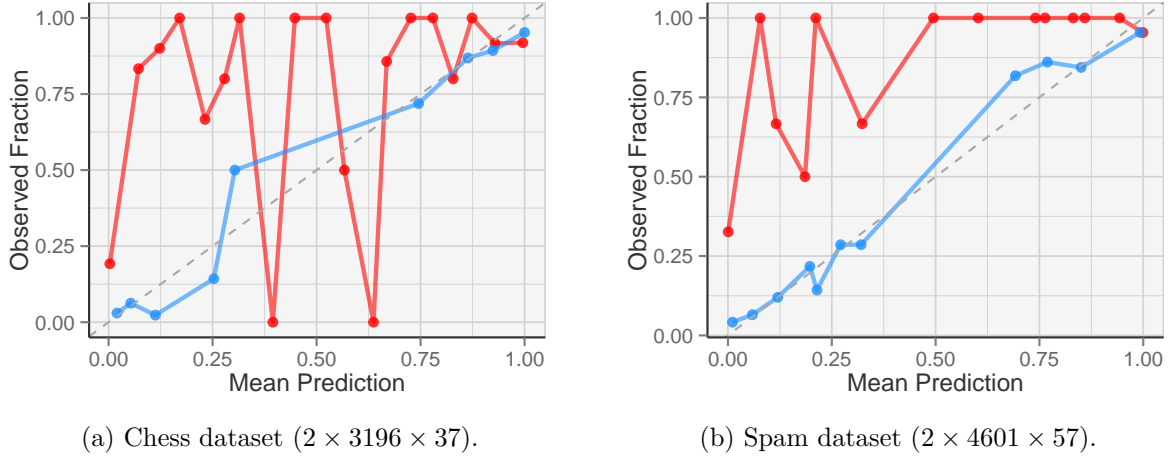 1.00
0.75
0.50
0.25
0.00
Observed Fraction
0.00 0.25 0.50 0.75 1.00
Mean Prediction
(a) Chess dataset (2 × 3196 × 37).
1.00
0.75
0.50
0.25
0.00
Observed Fraction
0.00 0.25 0.50 0.75 1.00
Mean Prediction
(b) Spam dataset (2 × 4601 × 57).